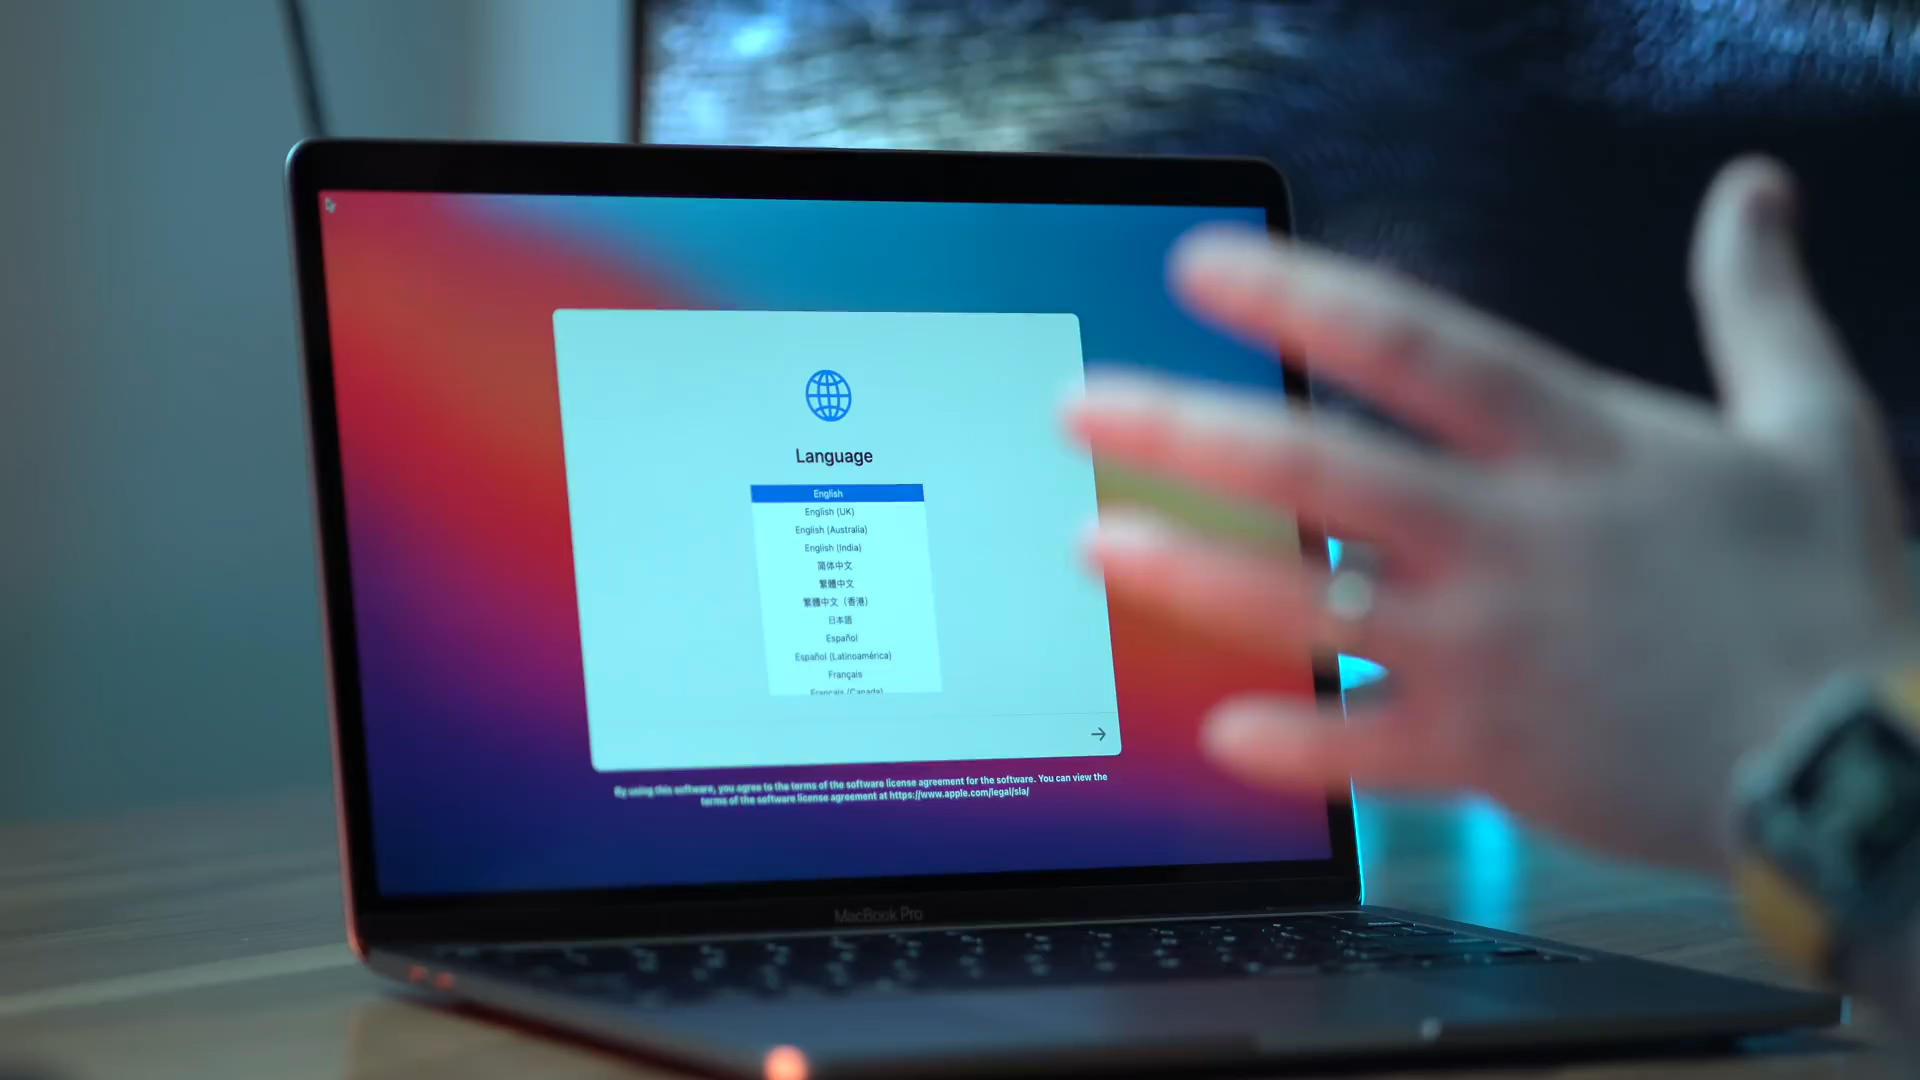 Language
English
English (UK)
English (Australia)
English (India)
简体中文
繁體中文
繁體中文（香港）
日本語
Español
Español (Latinoamérica)
Français
Français (Canada)
By using this software, you agree to the terms of the software license agreement for the software. You can view the
terms of the software license agreement at https://www.apple.com/legal/sla/
MacBook Pro